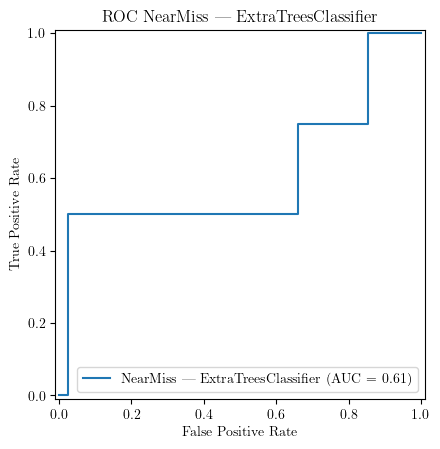 ROC NearMiss — ExtraTreesClassifier
1.0
0.8
0.6
0.4
0.2
0.0
True Positive Rate
NearMiss — ExtraTreesClassifier (AUC = 0.61)
0.0 0.2 0.4 0.6 0.8 1.0
False Positive Rate